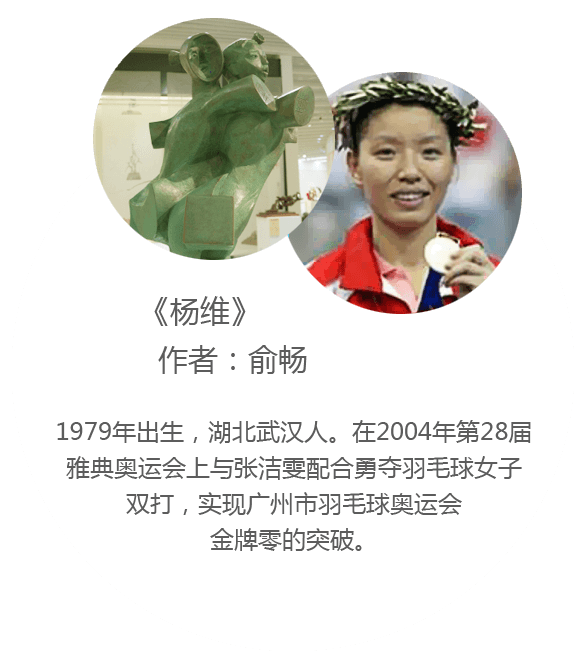 《杨维》
作者：俞畅
1979年出生，湖北武汉人。在2004年第28届
雅典奥运会上与张洁雯配合勇夺羽毛球女子
双打，实现广州市羽毛球奥运会
金牌零的突破。